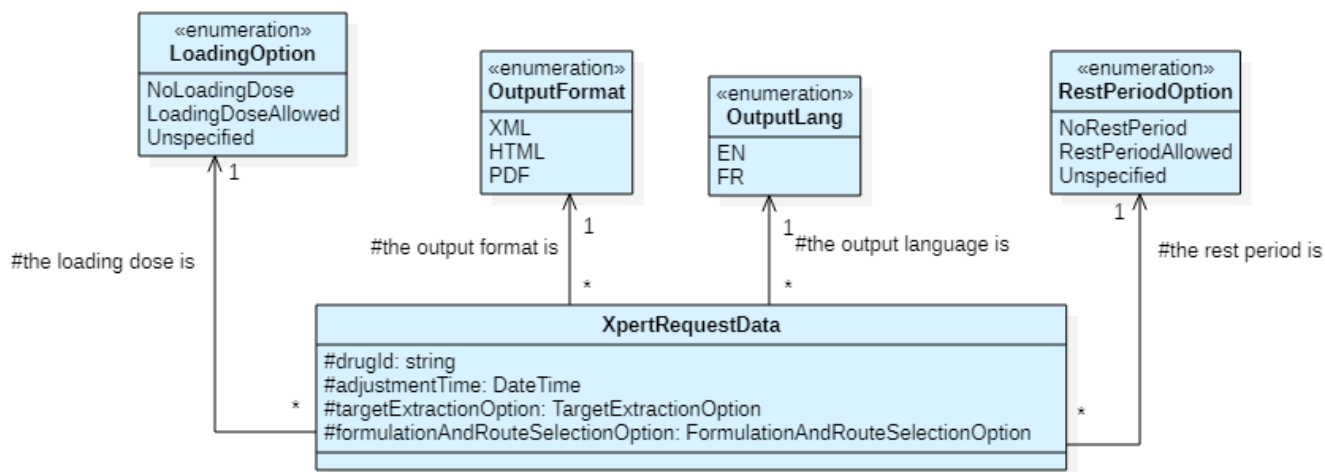 «enumeration»
LoadingOption
NoLoadingDose
LoadingDoseAllowed
Unspecified
«enumeration»
OutputFormat
XML
HTML
PDF
«enumeration»
OutputLang
EN
FR
«enumeration»
RestPeriodOption
NoRestPeriod
RestPeriodAllowed
Unspecified
1
1
1
1
#the loading dose is
#the output format is
#the output language is
#the rest period is
*
*
*
*
XpertRequestData
#drugId: string
#adjustmentTime: DateTime
#targetExtractionOption: TargetExtractionOption
#formulationAndRouteSelectionOption: FormulationAndRouteSelectionOption